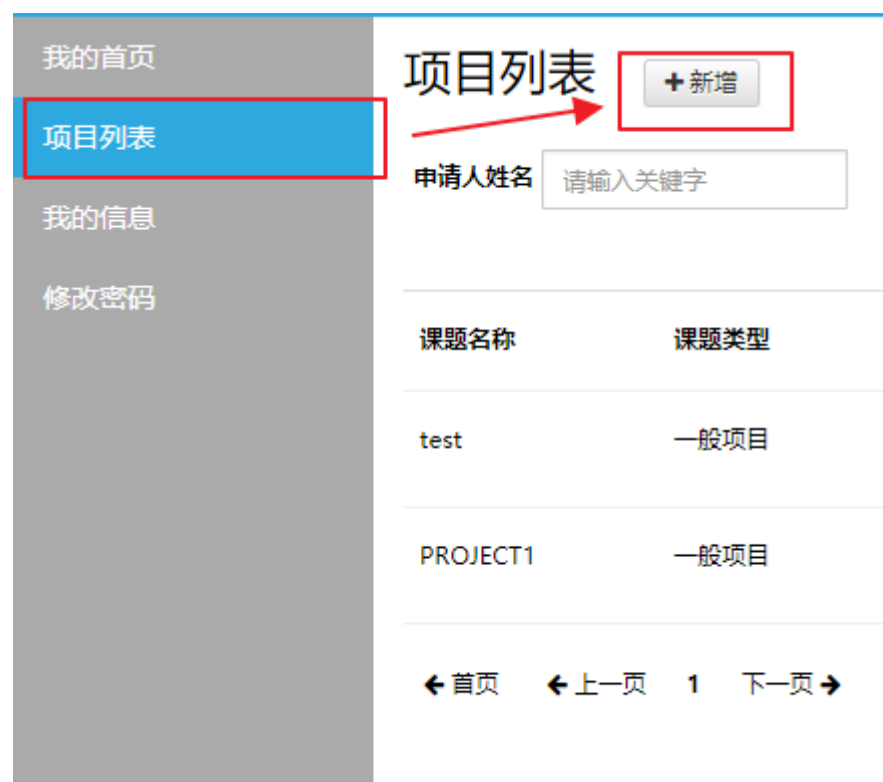 我的首页
项目列表
我的信息
修改密码
项目列表
新增
申请人姓名 请输入关键字
课题名称 课题类型
test 一般项目
PROJECT1 一般项目
首页 上一页 1 下一页